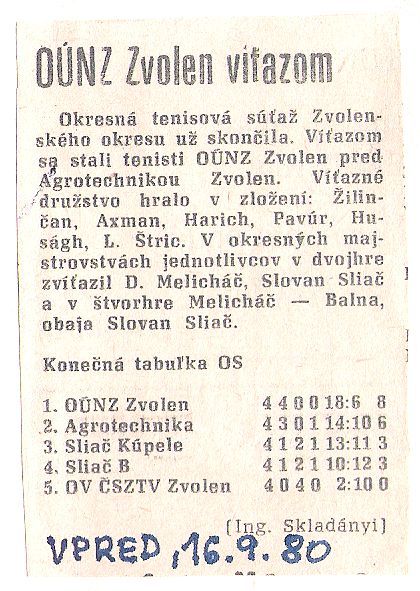 OÚNZ Zvolen víťazom
Okresná tenisová súťaž Zvolen-
ského okresu už skončila. Víťazom
sa stali tenisti OÚNZ Zvolen pred
Agrotechnikou Zvolen. Víťazné
družstvo hralo v zložení: Žilin-
čan, Axman, Harich, Pavúr, Hu-
ságh, L. Štric. V okresných maj-
strovstvách jednotlivcov v dvojhre
zvíťazil D. Melicháč, Slovan Sliač
a v štvorhre Melicháč — Balna,
obaja Slovan Sliač.
Konečná tabuľka OS
1. OÚNZ Zvolen 4 4 0 0 18:6 8
2. Agrotechnika 4 3 0 1 14:10 6
3. Sliač Kúpele 4 1 2 1 13:11 3
4. Sliač B 4 1 2 1 10:12 3
5. OV ČSZTV Zvolen 4 0 4 0 2:10 0
(Ing. Skladányi)
VPRED, 16.9.80